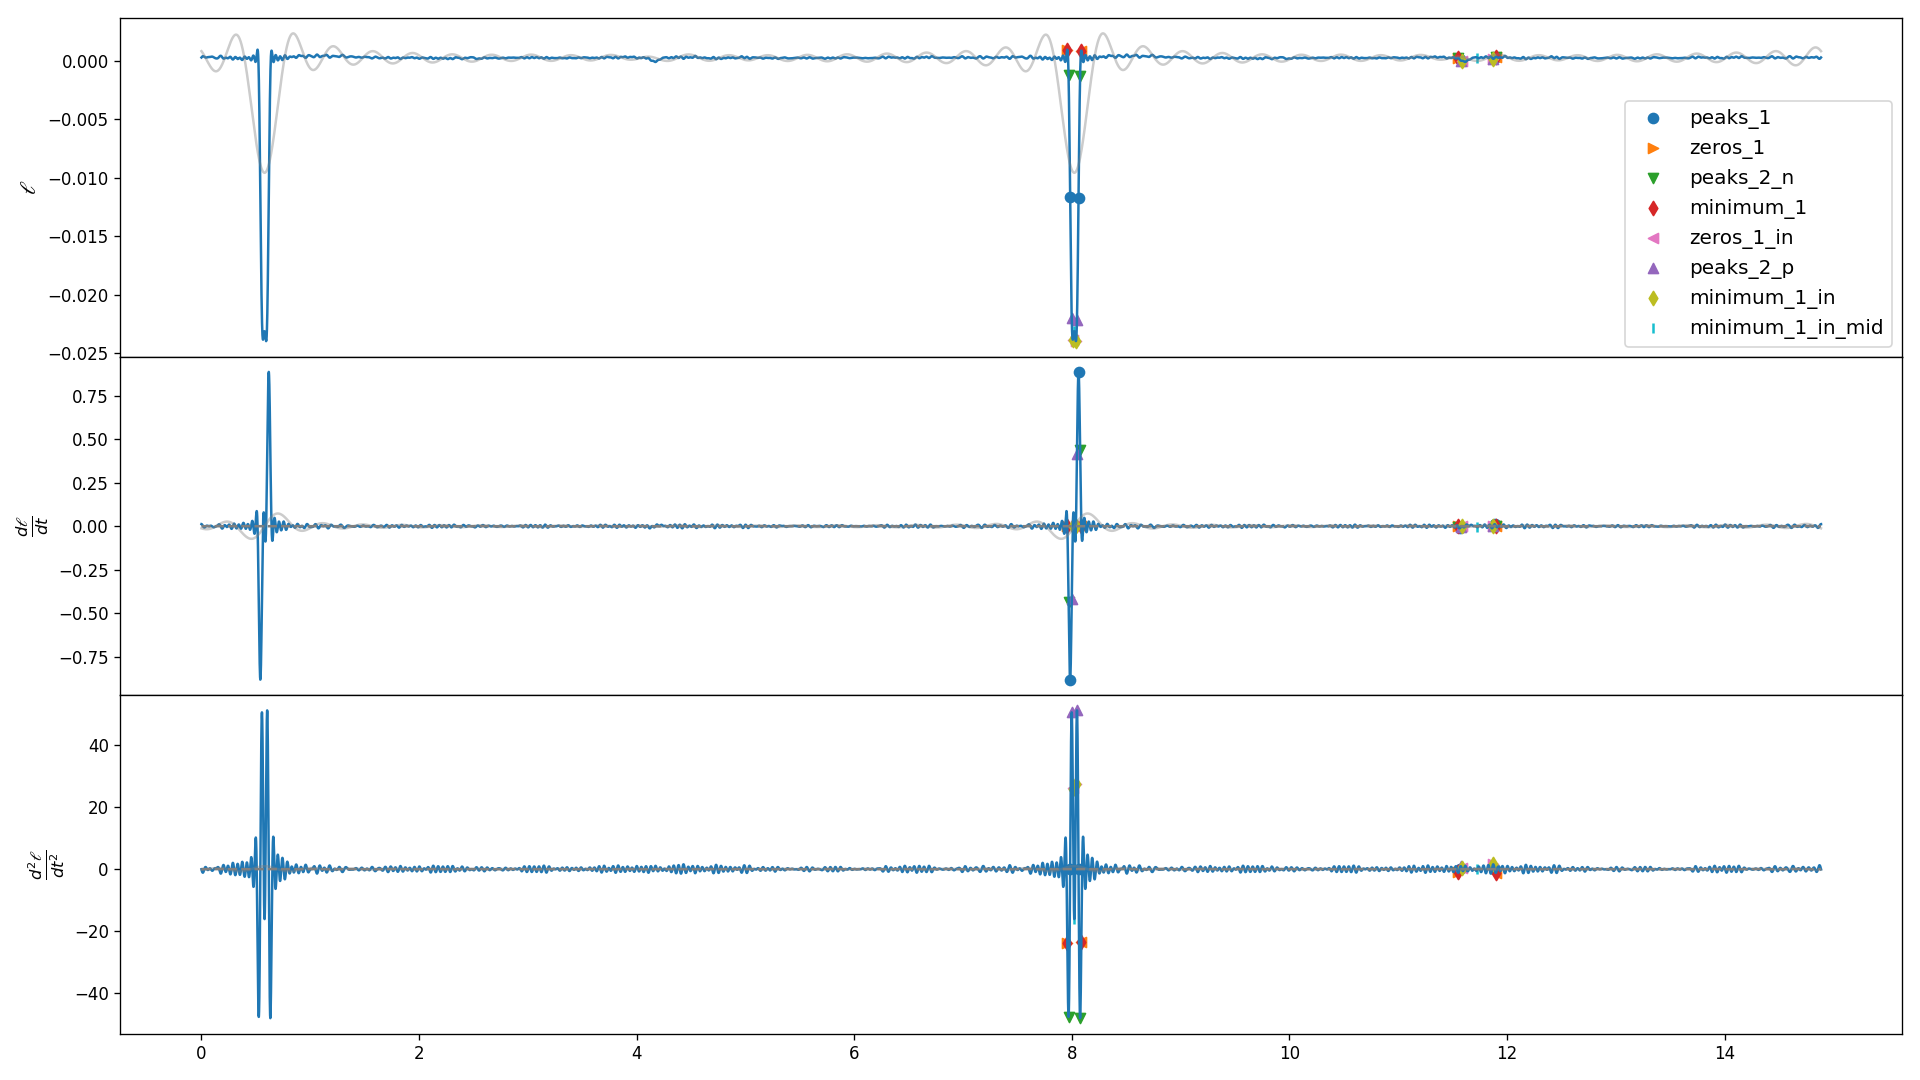 0.000
−0.005
−0.010
−0.015
−0.020
−0.025
ℓ
peaks_1
zeros_1
peaks_2_n
minimum_1
zeros_1_in
peaks_2_p
minimum_1_in
minimum_1_in_mid
0.75
0.50
0.25
0.00
−0.25
−0.50
−0.75
dℓ
dt
40
20
0
−20
−40
d²ℓ
dt²
0 2 4 6 8 10 12 14